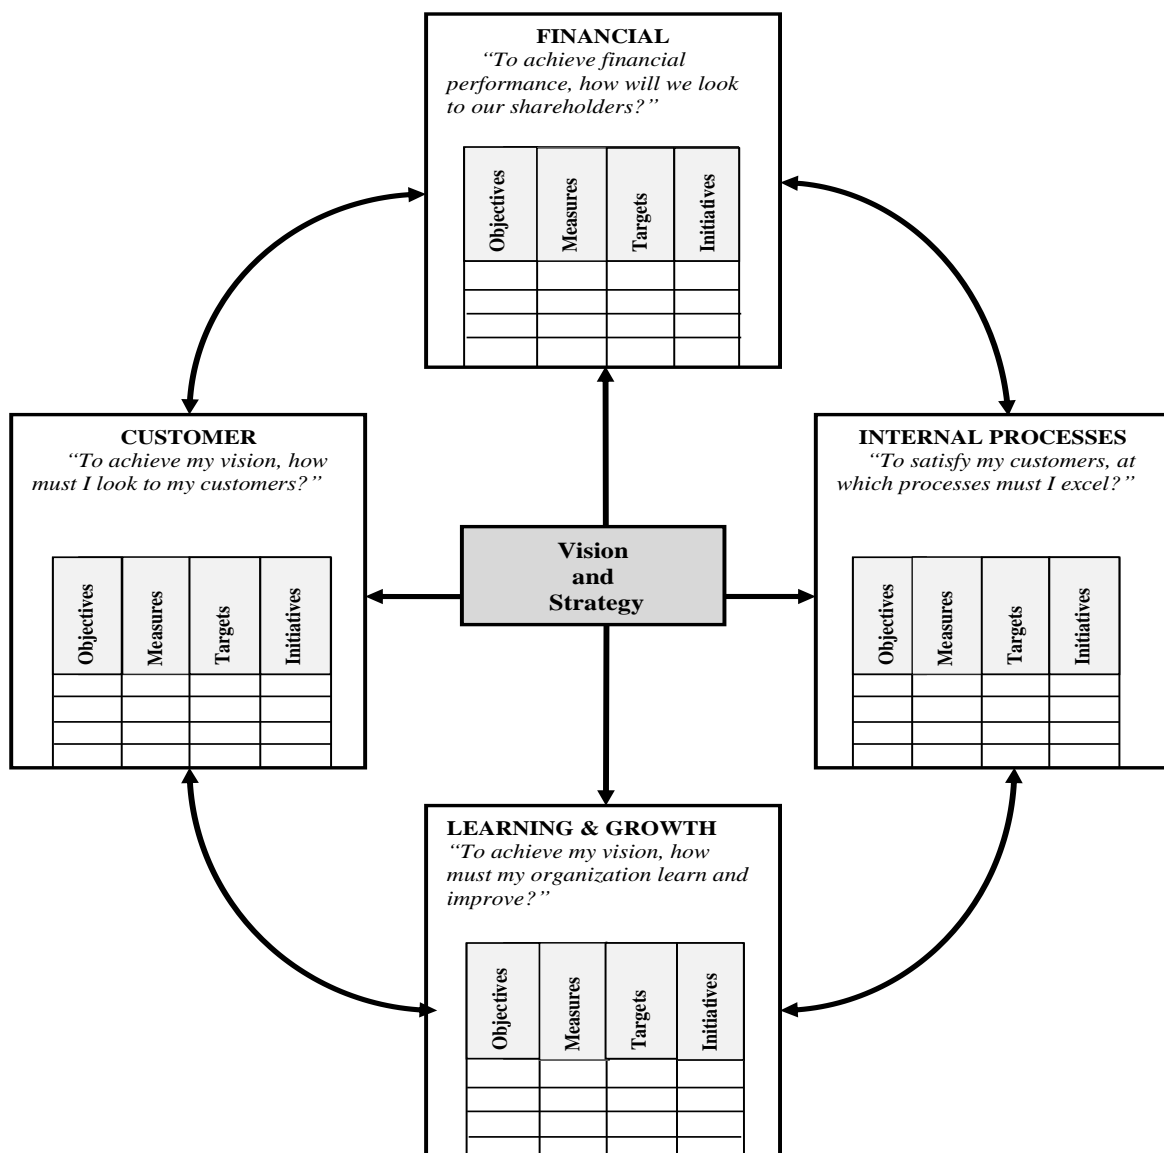 FINANCIAL
“To achieve financial
performance, how will we look
to our shareholders?”
Objectives
Measures
Targets
Initiatives
CUSTOMER
“To achieve my vision, how
must I look to my customers?”
Objectives
Measures
Targets
Initiatives
Vision
and
Strategy
INTERNAL PROCESSES
“To satisfy my customers, at
which processes must I excel?”
Objectives
Measures
Targets
Initiatives
LEARNING & GROWTH
“To achieve my vision, how
must my organization learn and
improve?”
Objectives
Measures
Targets
Initiatives